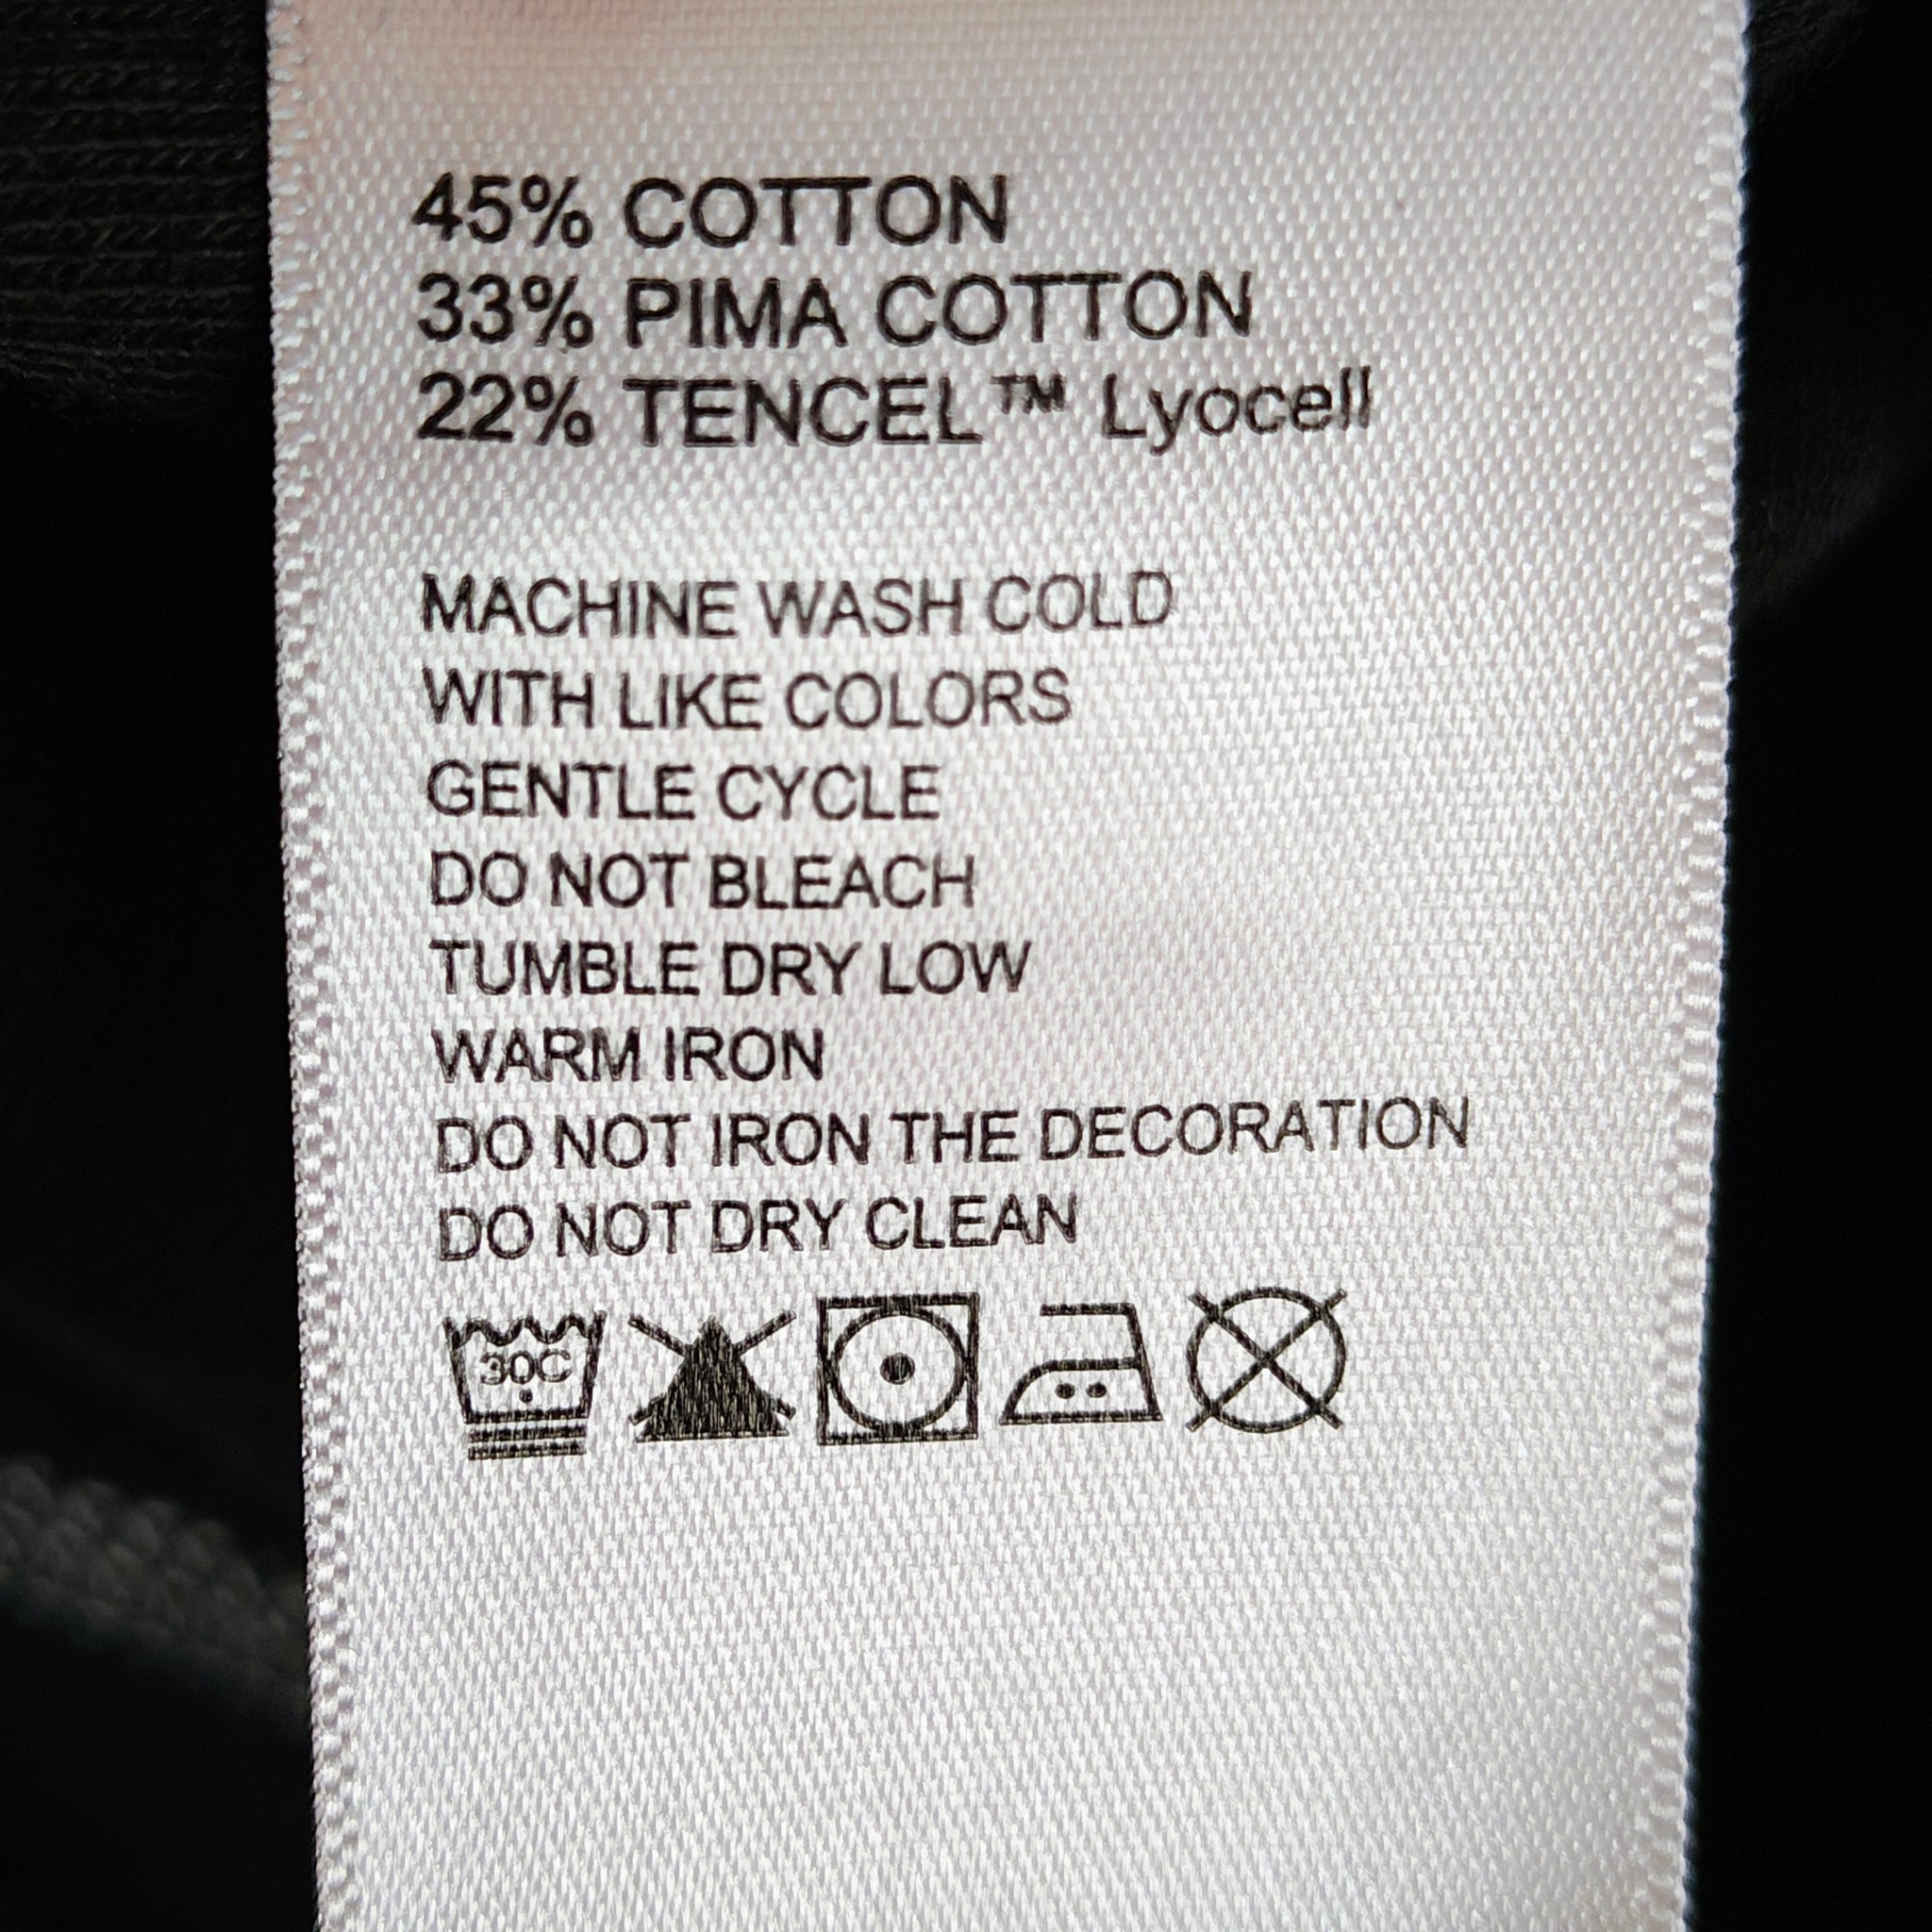 45% COTTON
33% PIMA COTTON
22% TENCEL™ Lyocell
MACHINE WASH COLD
WITH LIKE COLORS
GENTLE CYCLE
DO NOT BLEACH
TUMBLE DRY LOW
WARM IRON
DO NOT IRON THE DECORATION
DO NOT DRY CLEAN
30C